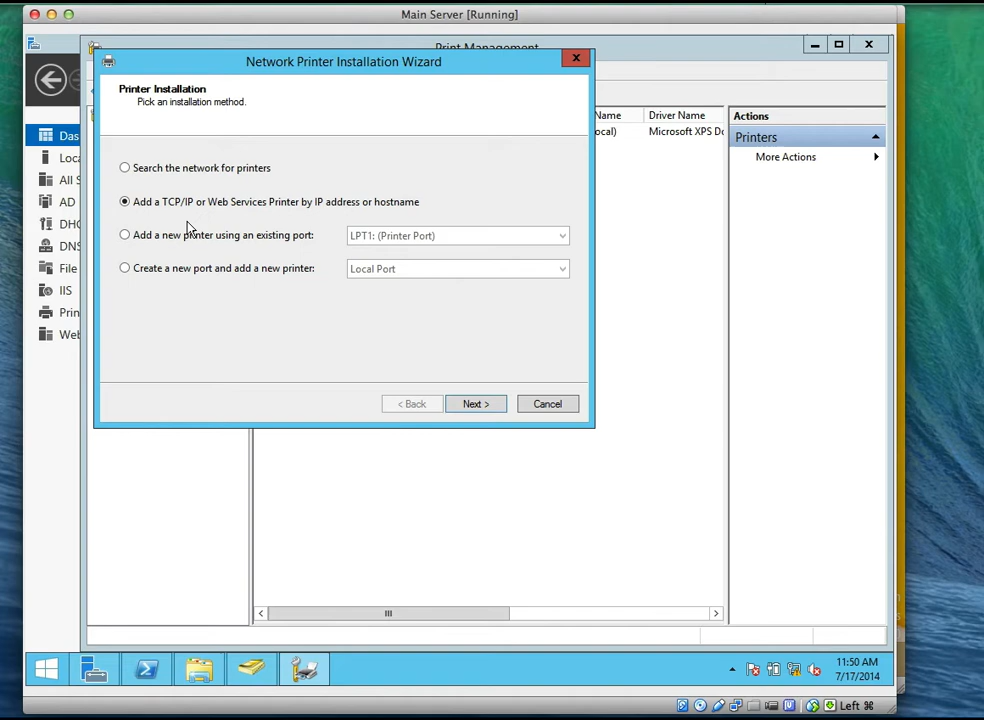 Main Server [Running]
Print Management
Network Printer Installation Wizard
Printer Installation
Pick an installation method.
Search the network for printers
Add a TCP/IP or Web Services Printer by IP address or hostname
Add a new printer using an existing port:
LPT1: (Printer Port)
Create a new port and add a new printer:
Local Port
< Back
Next >
Cancel
Das
Loca
All S
AD
DHC
DNS
File
IIS
Prin
Web
Name
Driver Name
ocal)
Microsoft XPS Do
Actions
Printers
More Actions
11:50 AM
7/17/2014
Left ⌘